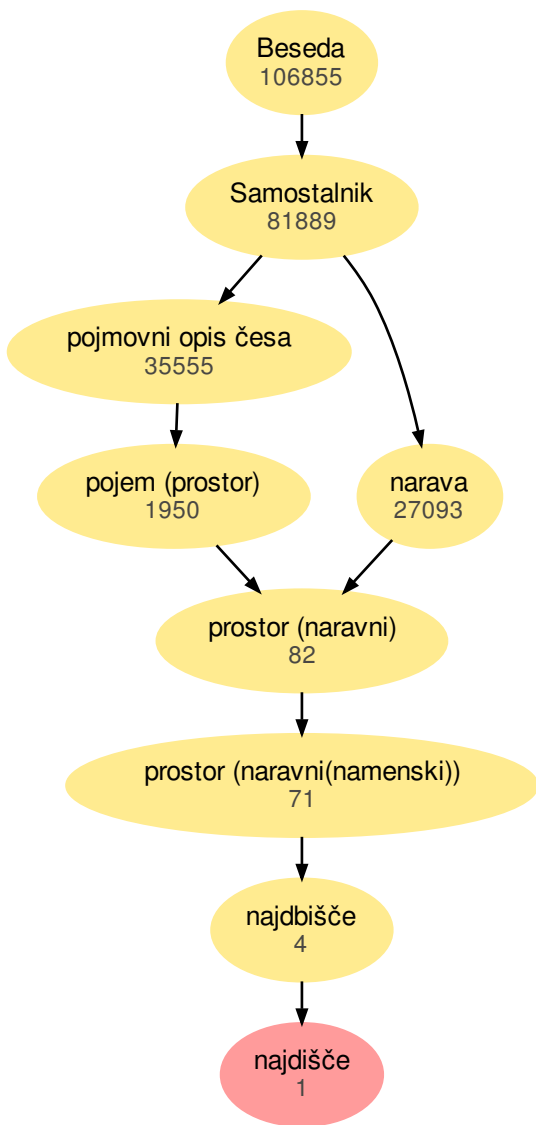 Beseda
106855
Samostalnik
81889
pojmovni opis česa
35555
pojem (prostor)
1950
narava
27093
prostor (naravni)
82
prostor (naravni(namenski))
71
najdbišče
4
najdišče
1